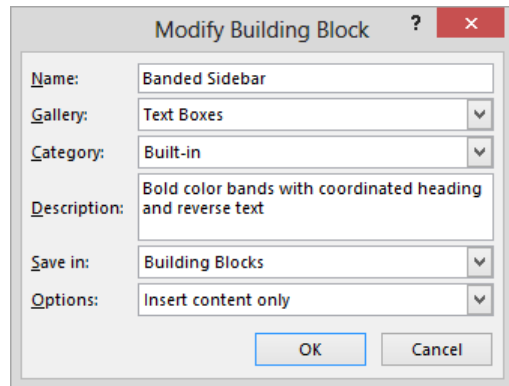 Modify Building Block ? ×
Name: Banded Sidebar
Gallery: Text Boxes
Category: Built-in
Description: Bold color bands with coordinated heading
and reverse text
Save in: Building Blocks
Options: Insert content only
OK Cancel